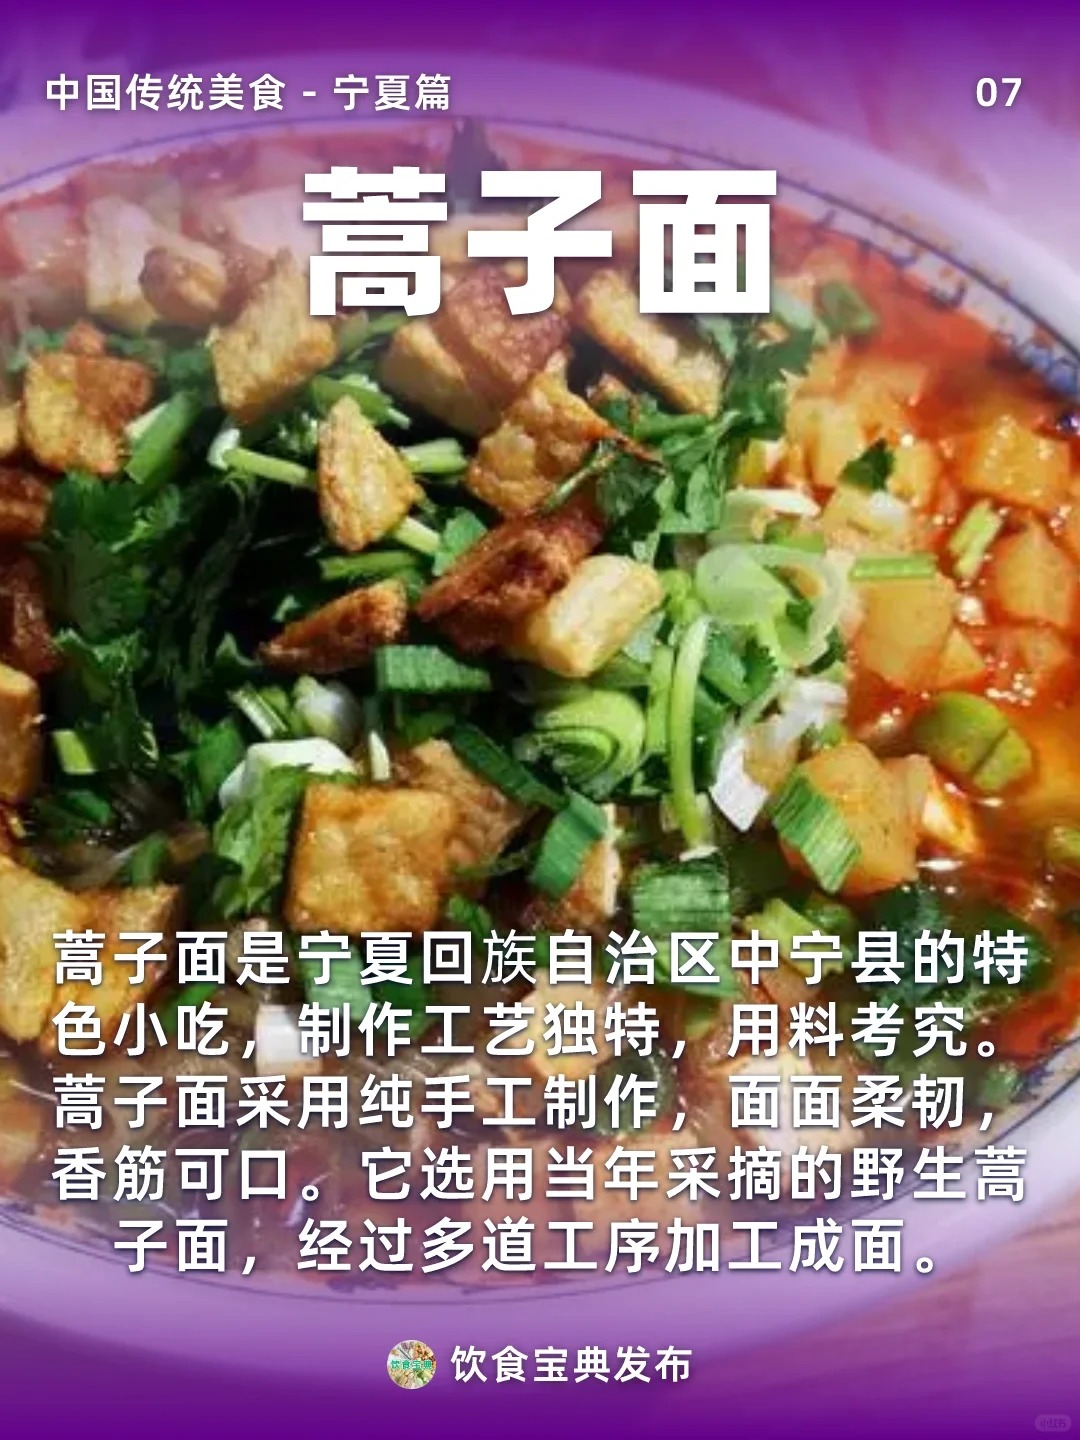 中国传统美食 - 宁夏篇
07
蒿子面
蒿子面是宁夏回族自治区中宁县的特
色小吃，制作工艺独特，用料考究。
蒿子面采用纯手工制作，面面柔韧，
香筋可口。它选用当年采摘的野生蒿
子面，经过多道工序加工成面。
饮食宝典
饮食宝典发布